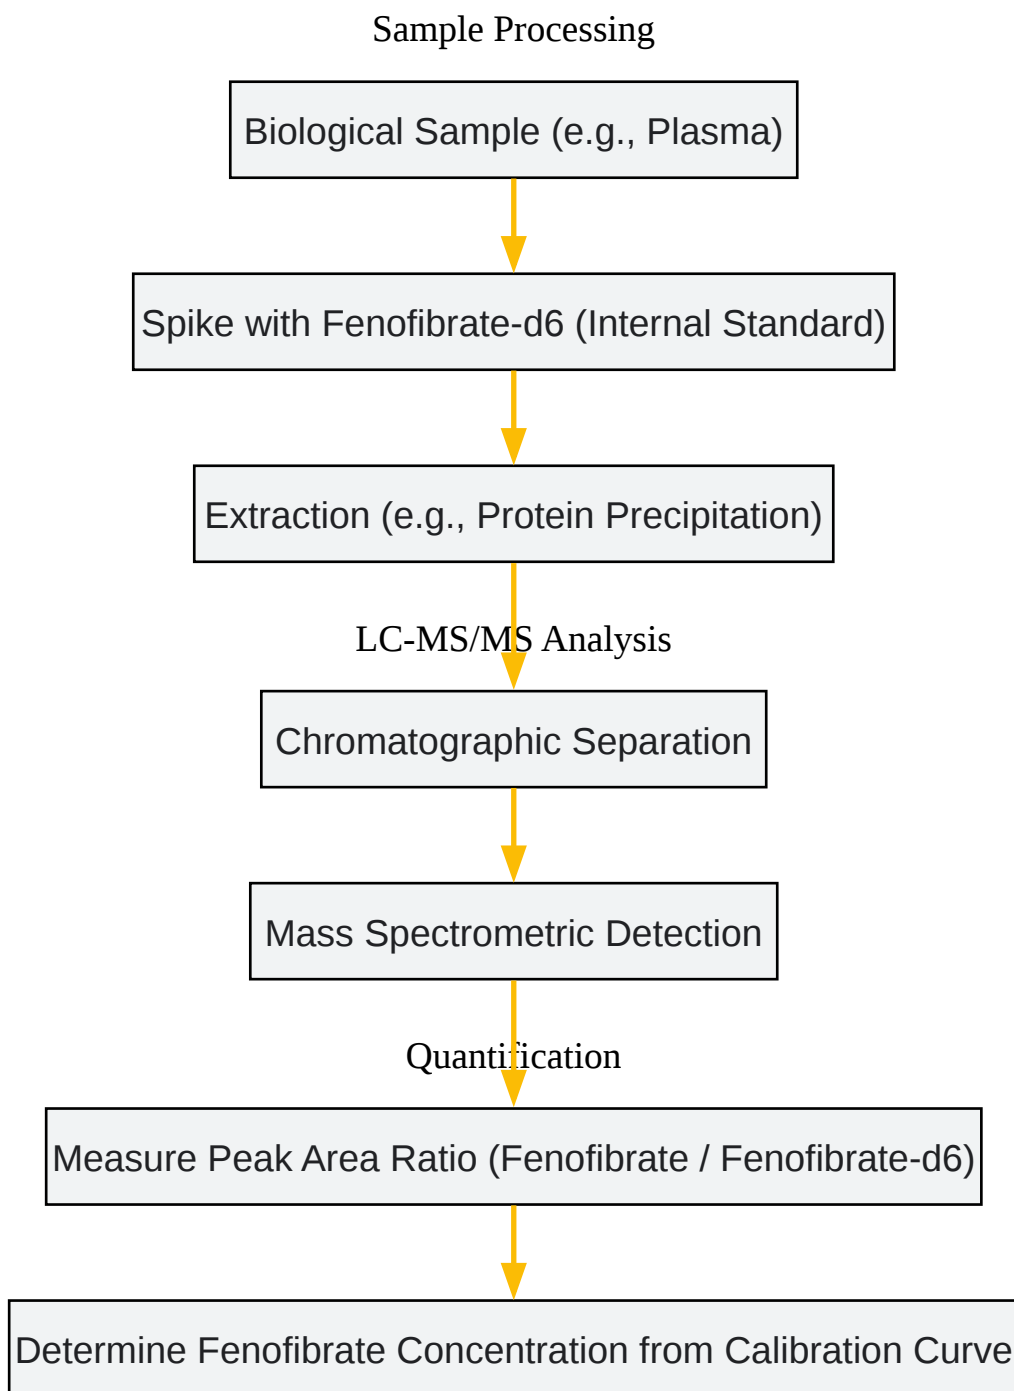 Sample Processing
Biological Sample (e.g., Plasma)
Spike with Fenofibrate-d6 (Internal Standard)
Extraction (e.g., Protein Precipitation)
LC-MS/MS Analysis
Chromatographic Separation
Mass Spectrometric Detection
Quantification
Measure Peak Area Ratio (Fenofibrate / Fenofibrate-d6)
Determine Fenofibrate Concentration from Calibration Curve